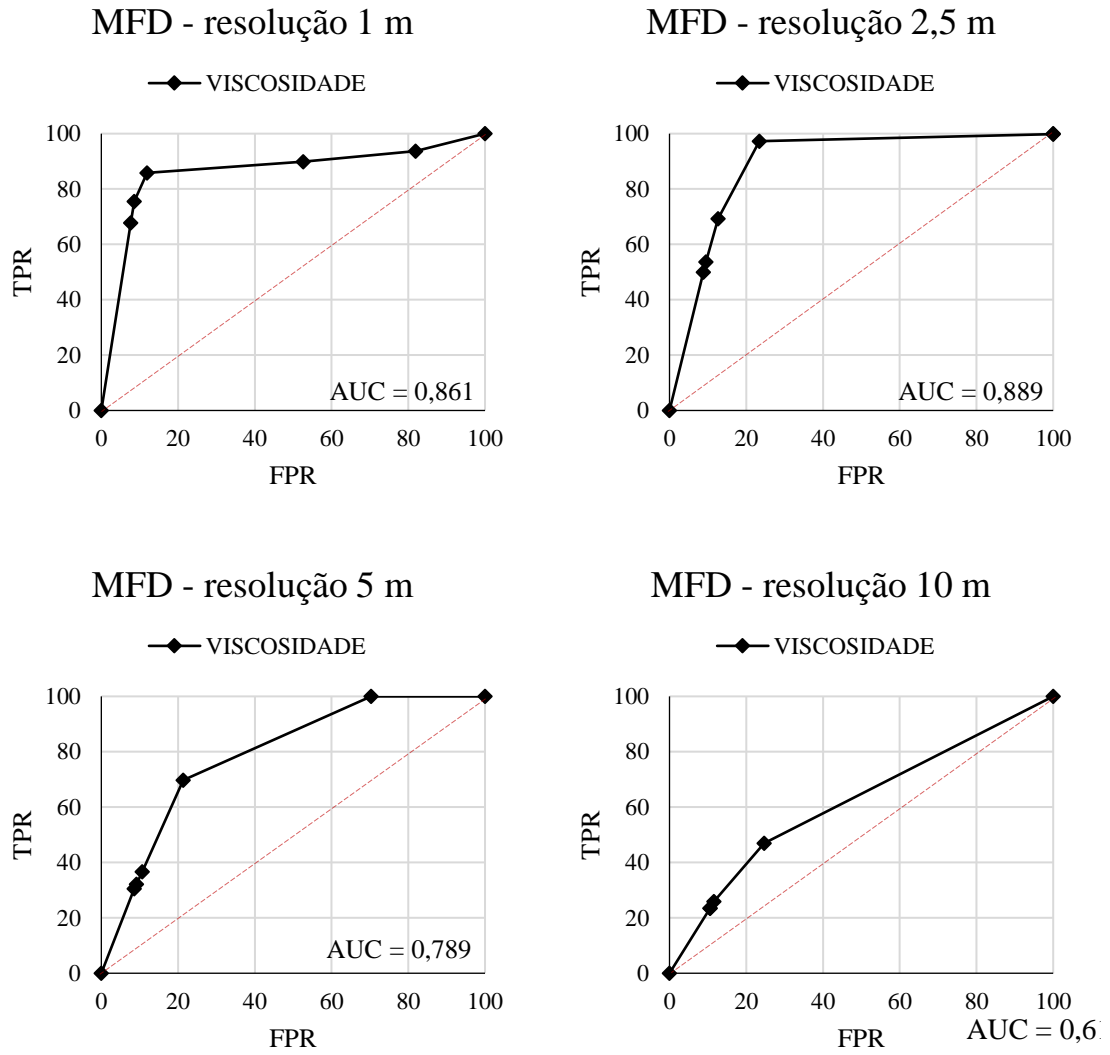 MFD - resolução 1 m
VISCOSIDADE
100
80
60
40
20
0
TPR
AUC = 0,861
0 20 40 60 80 100
FPR
MFD - resolução 2,5 m
VISCOSIDADE
100
80
60
40
20
0
TPR
AUC = 0,889
0 20 40 60 80 100
FPR
MFD - resolução 5 m
VISCOSIDADE
100
80
60
40
20
0
TPR
AUC = 0,789
0 20 40 60 80 100
FPR
MFD - resolução 10 m
VISCOSIDADE
100
80
60
40
20
0
TPR
0 20 40 60 80 100
FPR
AUC =